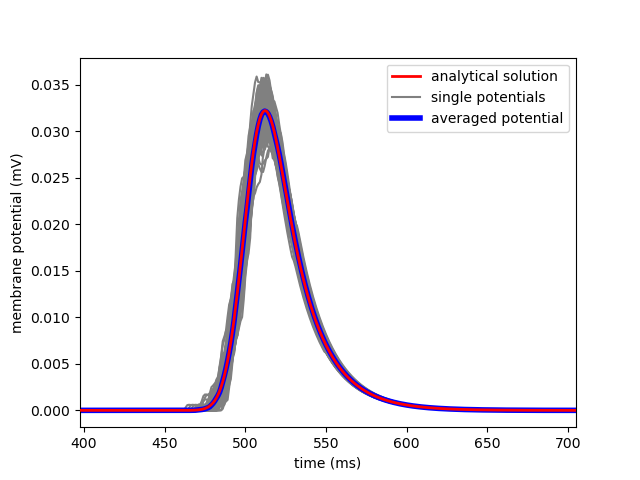 analytical solution
single potentials
averaged potential
membrane potential (mV)
0.035
0.030
0.025
0.020
0.015
0.010
0.005
0.000
400 450 500 550 600 650 700
time (ms)